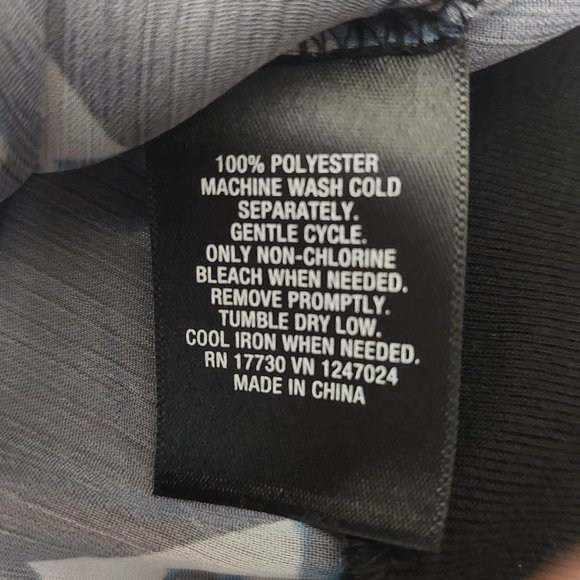 100% POLYESTER
MACHINE WASH COLD
SEPARATELY.
GENTLE CYCLE.
ONLY NON-CHLORINE
BLEACH WHEN NEEDED.
REMOVE PROMPTLY.
TUMBLE DRY LOW.
COOL IRON WHEN NEEDED.
RN 17730 VN 1247024
MADE IN CHINA